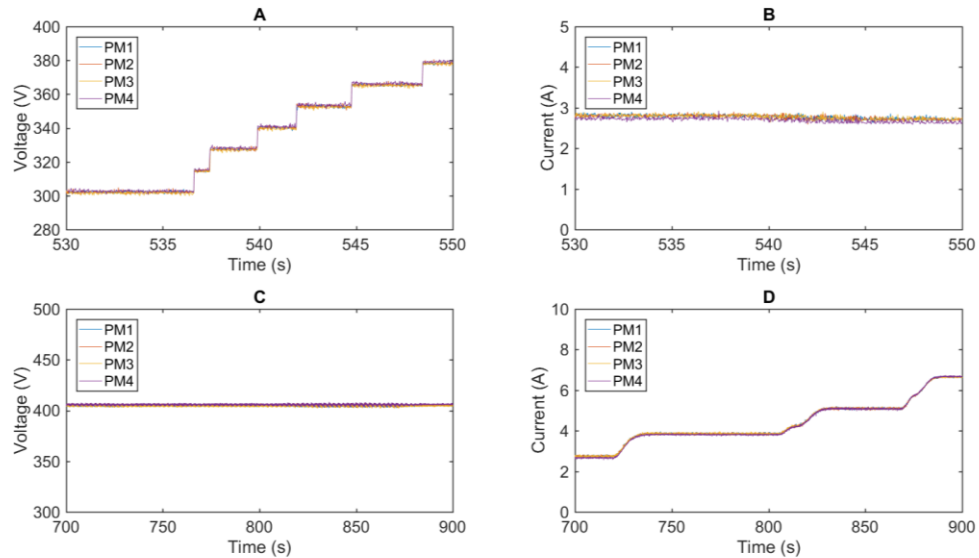 A
400
380
360
340
320
300
280
Voltage (V)
PM1
PM2
PM3
PM4
530
535
540
545
550
Time (s)
B
5
4
3
2
1
0
Current (A)
PM1
PM2
PM3
PM4
530
535
540
545
550
Time (s)
C
500
450
400
350
300
Voltage (V)
PM1
PM2
PM3
PM4
700
750
800
850
900
Time (s)
D
10
8
6
4
2
0
Current (A)
PM1
PM2
PM3
PM4
700
750
800
850
900
Time (s)